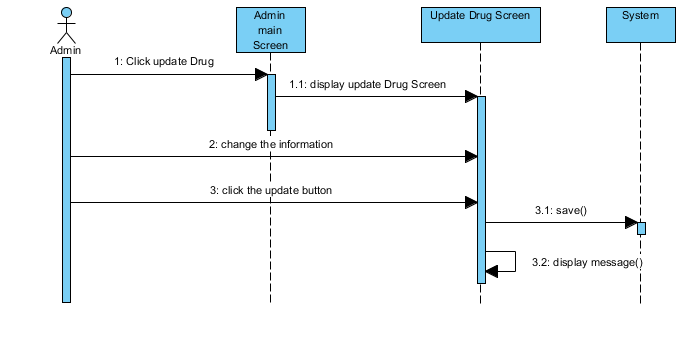 Admin
Admin
main
Screen
Update Drug Screen
System
1: Click update Drug
1.1: display update Drug Screen
2: change the information
3: click the update button
3.1: save()
3.2: display message()